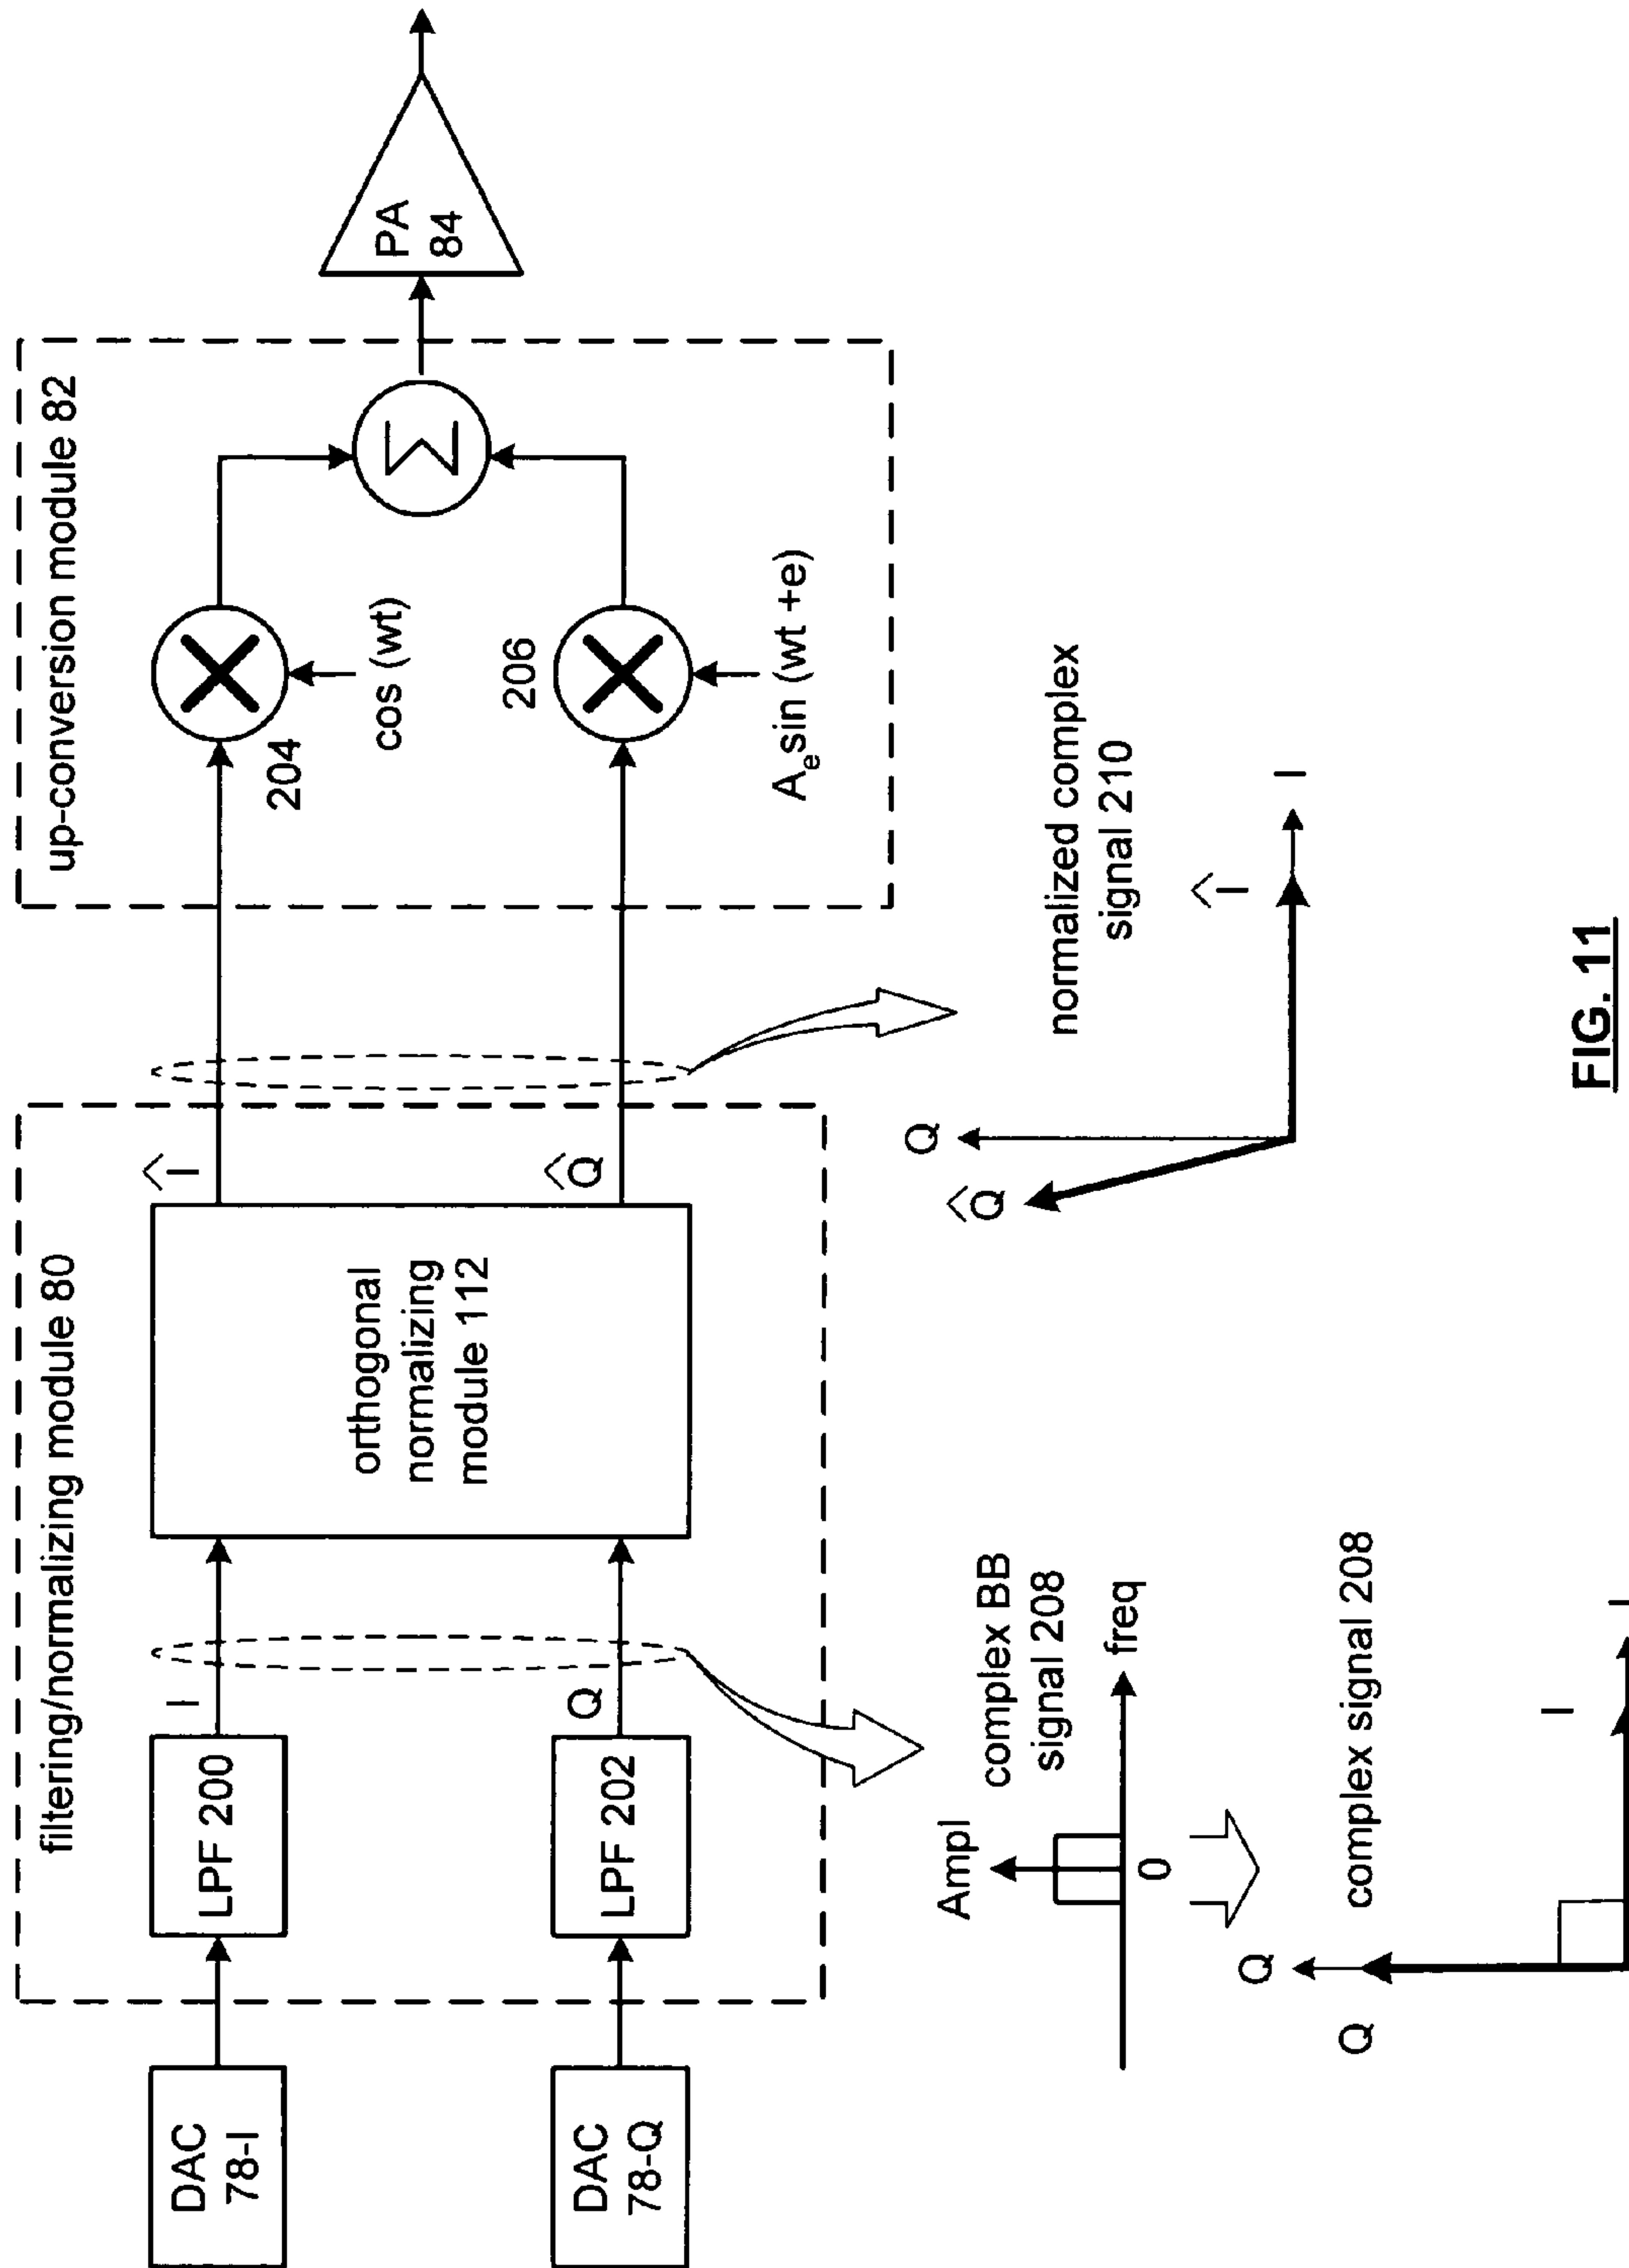 filtering/normalizing module 80
up-conversion module 82
DAC
78-I
LPF 200
I
orthogonal
normalizing
module 112
Î
204
cos (wt)
Σ
PA
84
DAC
78-Q
LPF 202
Q
Q̂
206
A<sub>e</sub>sin (wt +e)
complex BB
signal 208
Ampl
freq
0
complex signal 208
Q
Q
I
I
normalized complex
signal 210
Q
Q̂
Î
I
FIG. 11